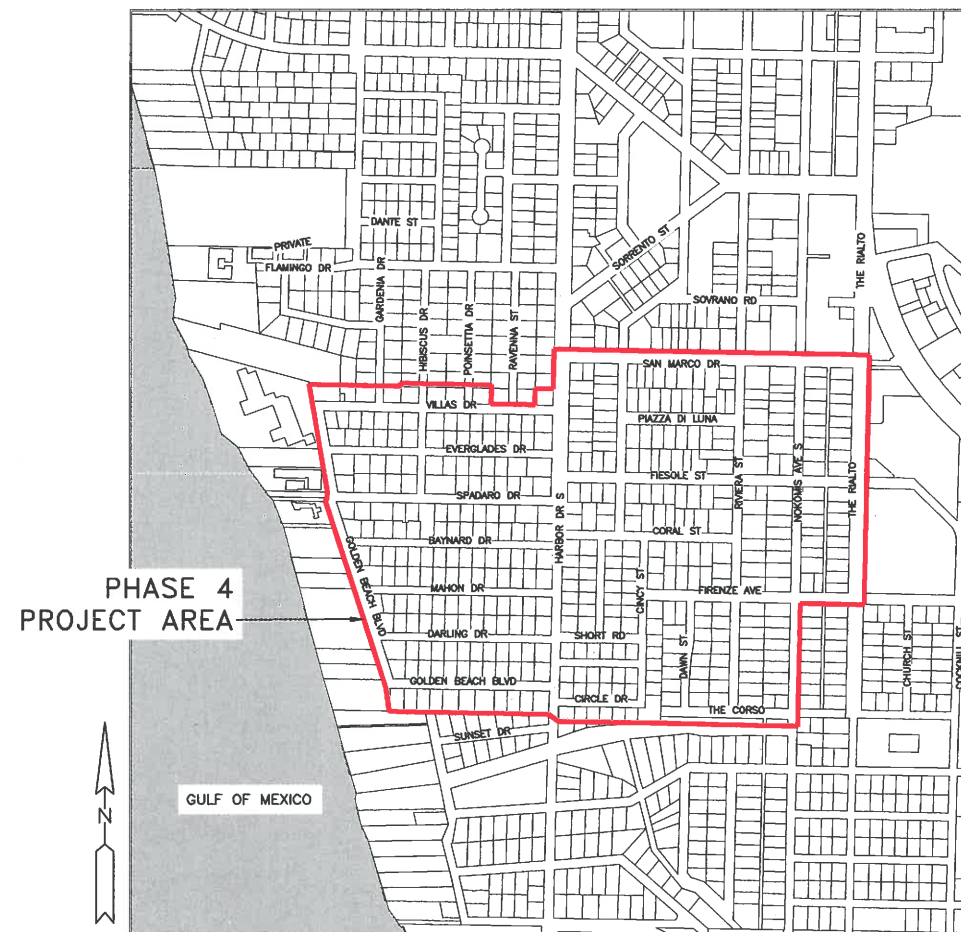 DANTE ST
SORRENTO ST
PRIVATE
FLAMINGO DR
THE RIALTO
GARDENIA DR
HIBISCUS DR
POINSETTIA DR
RAVENNA ST
SOVRANO RD
SAN MARCO DR
VILLAS DR
PIAZZA DI LUNA
EVERGLADES DR
FIESOLE ST
RIVIERA ST
NOKOMIS AVE S
THE RIALTO
SPADARO DR
HARBOR DR S
CORAL ST
BAYNARD DR
GOLDEN BEACH BLVD
MAHON DR
CINCY ST
FIRENZE AVE
PHASE 4
PROJECT AREA
DARLING DR
SHORT RD
DAWN ST
CHURCH ST
COCKRILL ST
GOLDEN BEACH BLVD
CIRCLE DR
THE CORSO
SUNSET DR
GULF OF MEXICO
N